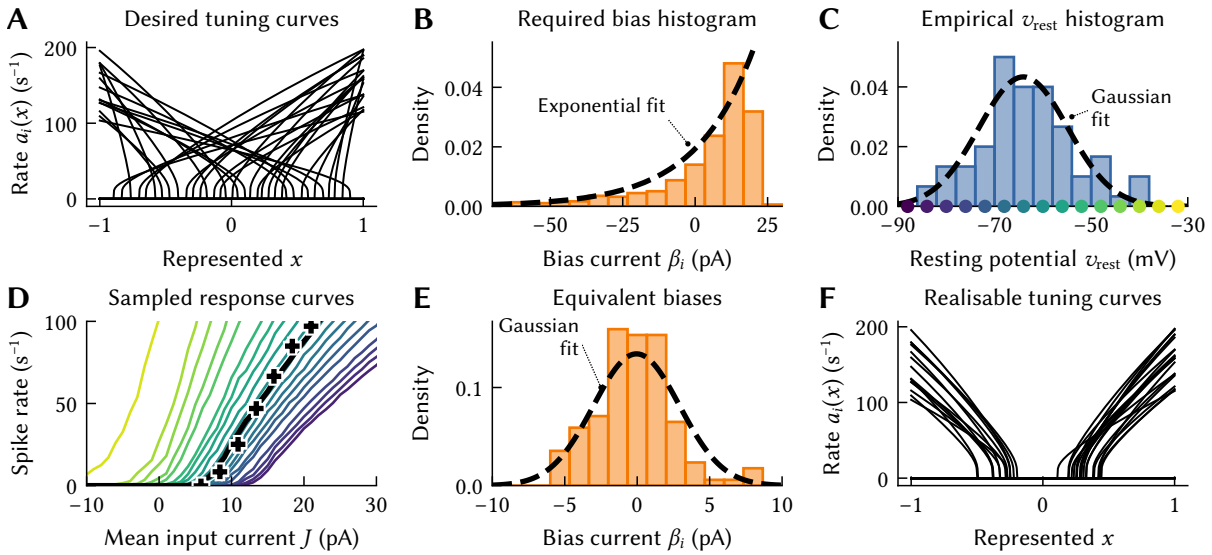 A Desired tuning curves
Rate aᵢ(x) (s⁻¹)
200
100
0
−1 0 1
Represented x
B Required bias histogram
Density
0.04
0.02
0.00
Exponential fit
−50 −25 0 25
Bias current βᵢ (pA)
C Empirical v_rest histogram
Density
0.04
0.02
0.00
Gaussian
fit
−90 −70 −50 −30
Resting potential v_rest (mV)
D Sampled response curves
Spike rate (s⁻¹)
100
50
0
−10 0 10 20 30
Mean input current J (pA)
E Equivalent biases
Density
0.1
0.0
Gaussian
fit
−10 −5 0 5 10
Bias current βᵢ (pA)
F Realisable tuning curves
Rate aᵢ(x) (s⁻¹)
200
100
0
−1 0 1
Represented x